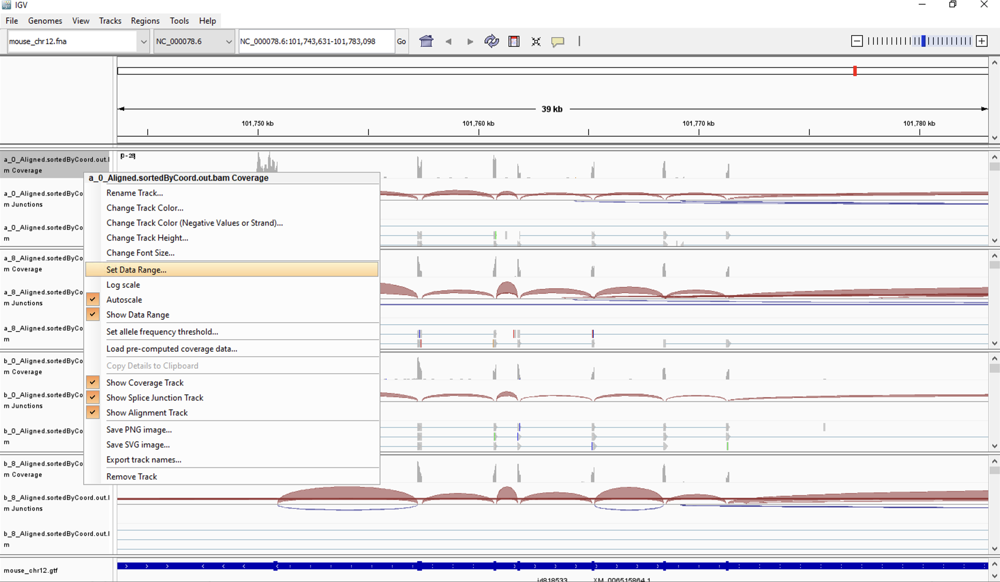 IGV
File Genomes View Tracks Regions Tools Help
mouse_chr12.fna NC_000078.6 NC_000078.6:101,743,631-101,783,098 Go
39 kb
101,750 kb 101,760 kb 101,770 kb 101,780 kb
[0-28]
a_0_Aligned.sortedByCoord.out.
m Coverage
a_0_Aligned.sortedByCo
m Junctions
a_0_Aligned.sortedByCo
m
a_8_Aligned.sortedByCo
m Coverage
a_8_Aligned.sortedByCo
m Junctions
a_8_Aligned.sortedByCo
m
b_0_Aligned.sortedByCo
m Coverage
b_0_Aligned.sortedByCo
m Junctions
b_0_Aligned.sortedByCo
m
b_8_Aligned.sortedByCo
m Coverage
b_8_Aligned.sortedByCoord.out.
m Junctions
b_8_Aligned.sortedByCoord.out.
m
a_0_Aligned.sortedByCoord.out.bam Coverage
Rename Track...
Change Track Color...
Change Track Color (Negative Values or Strand)...
Change Track Height...
Change Font Size...
Set Data Range...
Log scale
Autoscale
Show Data Range
Set allele frequency threshold...
Load pre-computed coverage data...
Copy Details to Clipboard
Show Coverage Track
Show Splice Junction Track
Show Alignment Track
Save PNG image...
Save SVG image...
Export track names...
Remove Track
mouse_chr12.gtf
id818533 XM_006515864.1